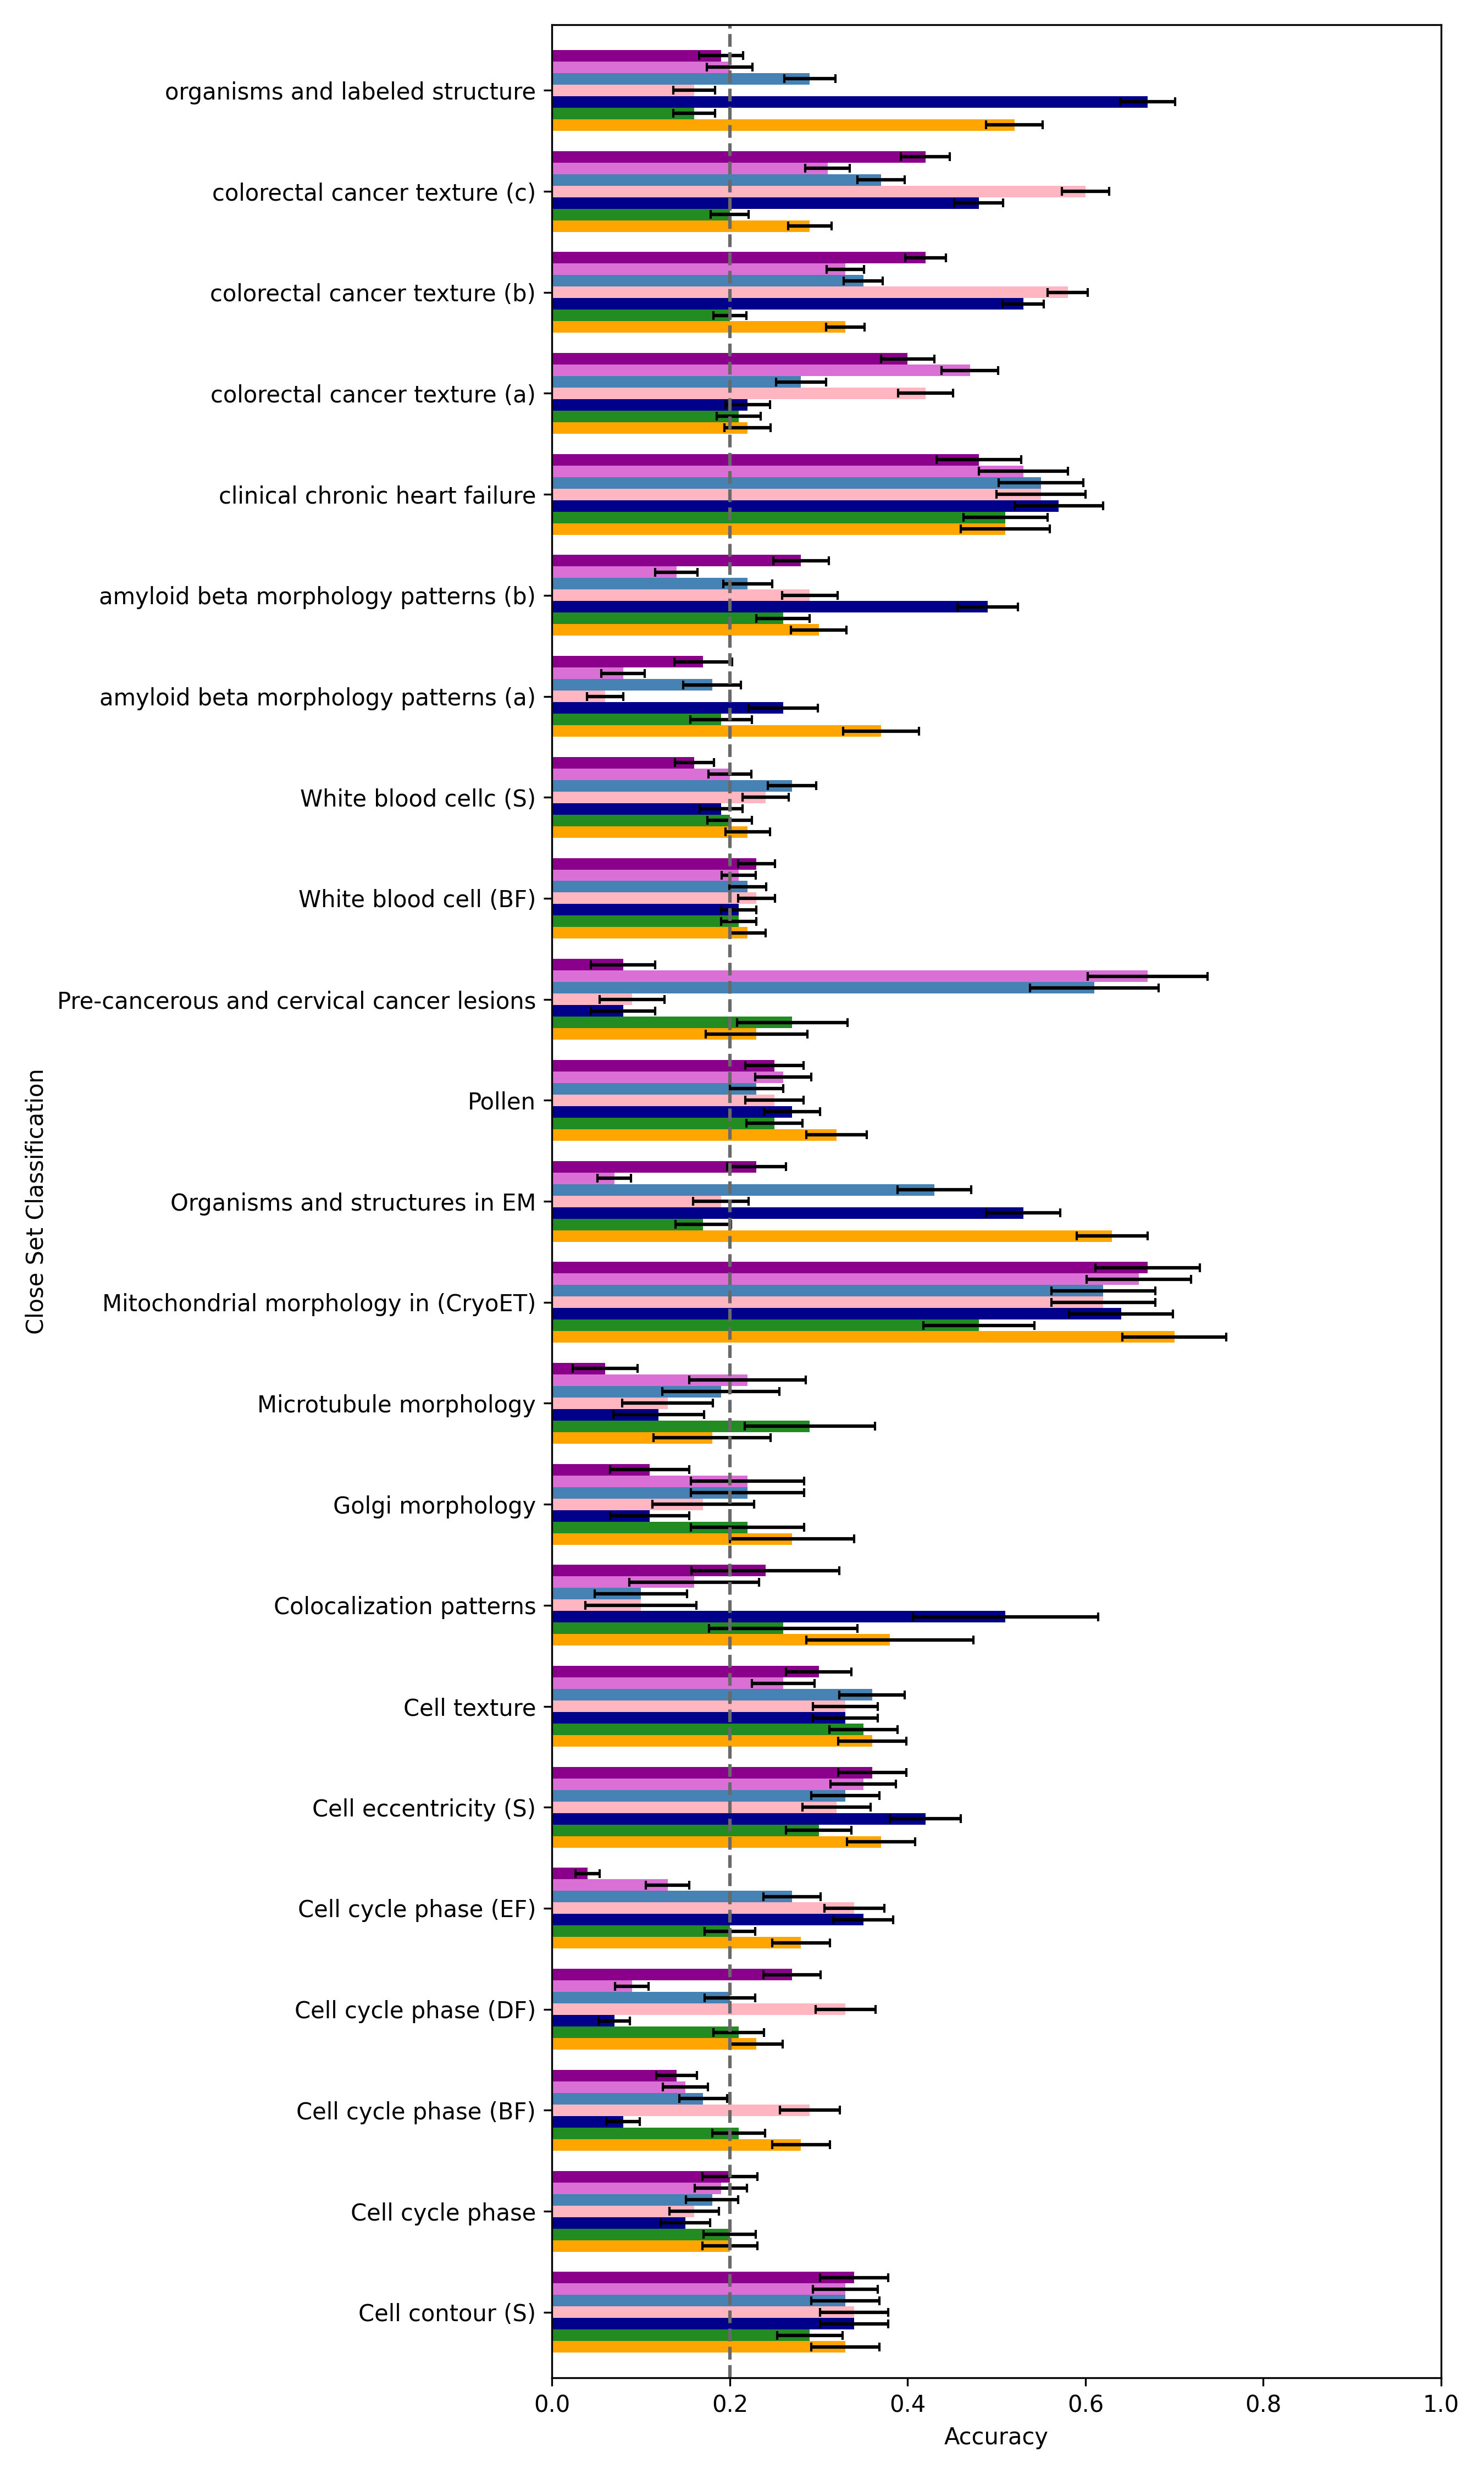 organisms and labeled structure
colorectal cancer texture (c)
colorectal cancer texture (b)
colorectal cancer texture (a)
clinical chronic heart failure
amyloid beta morphology patterns (b)
amyloid beta morphology patterns (a)
White blood cellc (S)
White blood cell (BF)
Pre-cancerous and cervical cancer lesions
Pollen
Organisms and structures in EM
Mitochondrial morphology in (CryoET)
Microtubule morphology
Golgi morphology
Colocalization patterns
Cell texture
Cell eccentricity (S)
Cell cycle phase (EF)
Cell cycle phase (DF)
Cell cycle phase (BF)
Cell cycle phase
Cell contour (S)
Close Set Classification
0.0 0.2 0.4 0.6 0.8 1.0
Accuracy